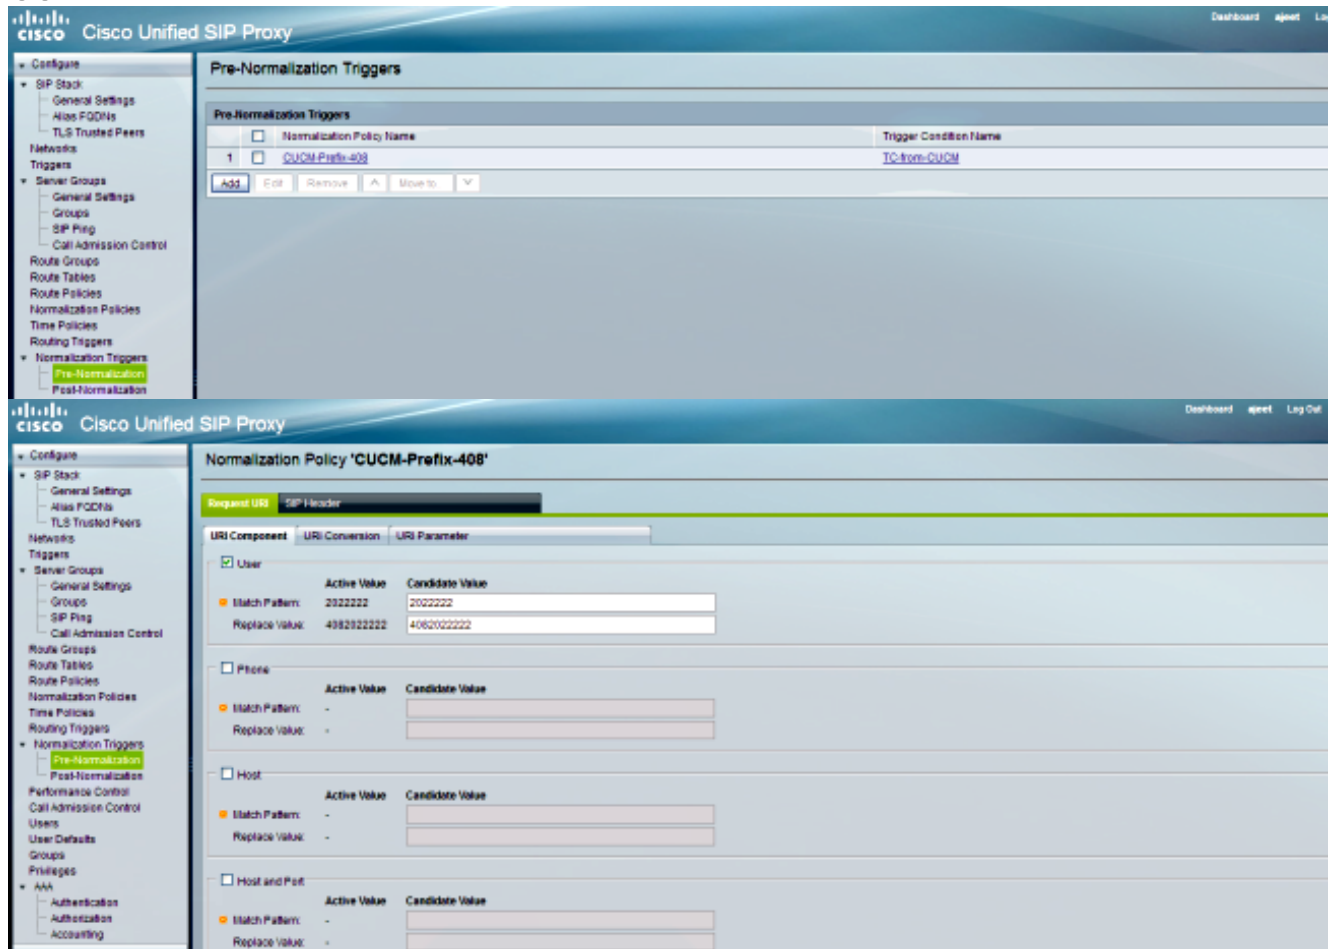 Cisco Unified SIP Proxy
Dashboard ajeet
cisco
Configure
Pre-Normalization Triggers
SIP Stack
General Settings
Alias FQDNs
TLS Trusted Peers
Networks
Triggers
Server Groups
General Settings
Groups
SIP Ping
Call Admission Control
Route Groups
Route Tables
Route Policies
Normalization Policies
Time Policies
Routing Triggers
Normalization Triggers
Pre-Normalization
Post-Normalization
Pre-Normalization Triggers
Normalization Policy Name Trigger Condition Name
1 CUCM-Prefix-408 TC-from-CUCM
Add Edit Remove Move to
cisco
Cisco Unified SIP Proxy
Dashboard ajeet Log Out
Configure
SIP Stack
General Settings
Alias FQDNs
TLS Trusted Peers
Networks
Triggers
Server Groups
General Settings
Groups
SIP Ping
Call Admission Control
Route Groups
Route Tables
Route Policies
Normalization Policies
Time Policies
Routing Triggers
Normalization Triggers
Pre-Normalization
Post-Normalization
Performance Control
Call Admission Control
Users
User Defaults
Groups
Privileges
AAA
Authentication
Authorization
Accounting
Normalization Policy 'CUCM-Prefix-408'
Request URI SIP Header
URI Component URI Conversion URI Parameter
User
Active Value Candidate Value
Match Pattern: 2022222 2022222
Replace Value: 4082022222 4082022222
Phone
Active Value Candidate Value
Match Pattern: -
Replace Value: -
Host
Active Value Candidate Value
Match Pattern: -
Replace Value: -
Host and Port
Active Value Candidate Value
Match Pattern: -
Replace Value: -